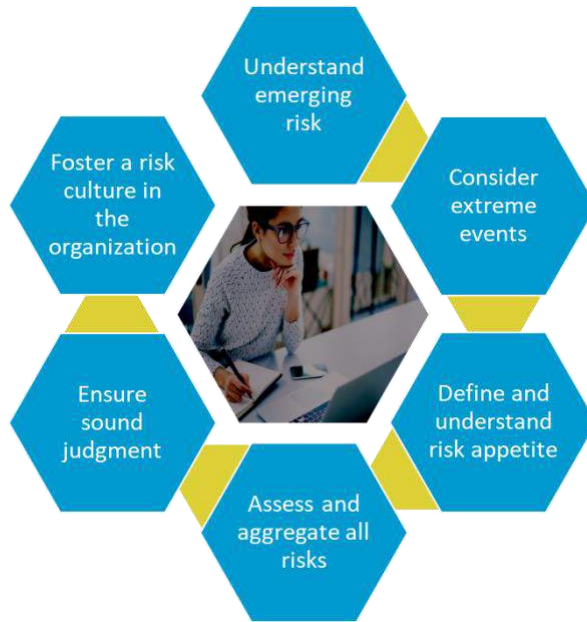 Understand
emerging
risk
Consider
extreme
events
Define and
understand
risk appetite
Assess and
aggregate all
risks
Ensure
sound
judgment
Foster a risk
culture in
the
organization